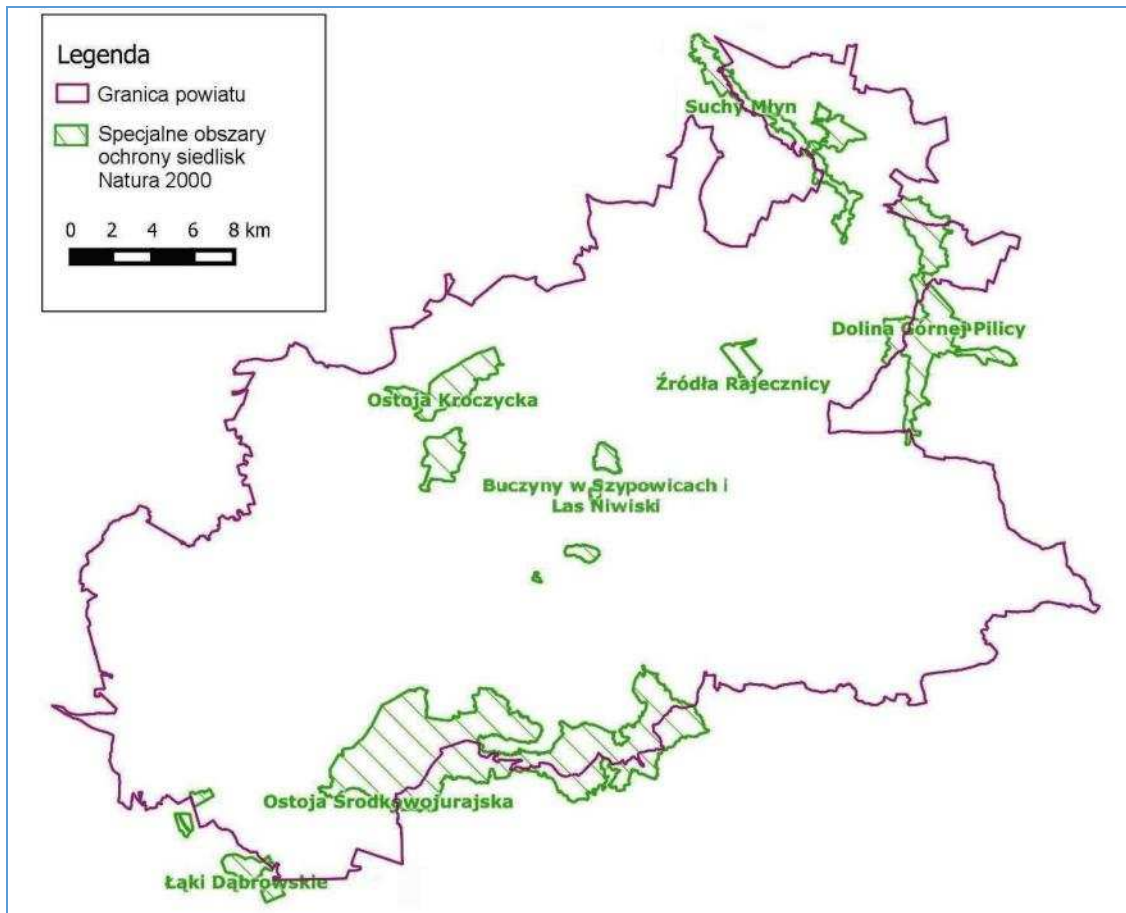 Legenda
Granica powiatu
Specjalne obszary
ochrony siedlisk
Natura 2000
0 2 4 6 8 km
Suchy Młyn
Dolina Górnej Pilicy
Źródła Rajecznicy
Ostoja Kroczycka
Buczyny w Szypowicach i
Las Niwiski
Ostoja Środkowojurajska
Łąki Dąbrowskie